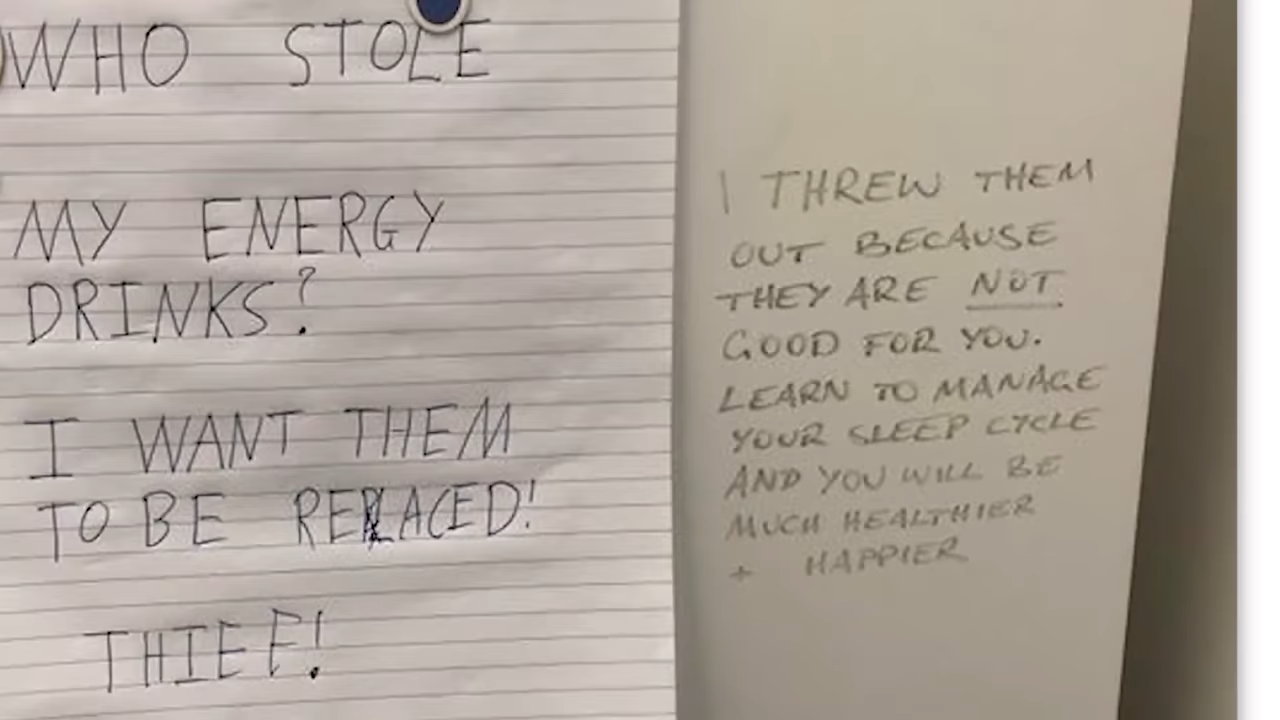 WHO STOLE
MY ENERGY
DRINKS?
I WANT THEM
TO BE REPLACED!
THIEF!
I THREW THEM
OUT BECAUSE
THEY ARE NOT
GOOD FOR YOU.
LEARN TO MANAGE
YOUR SLEEP CYCLE
AND YOU WILL BE
MUCH HEALTHIER
+ HAPPIER